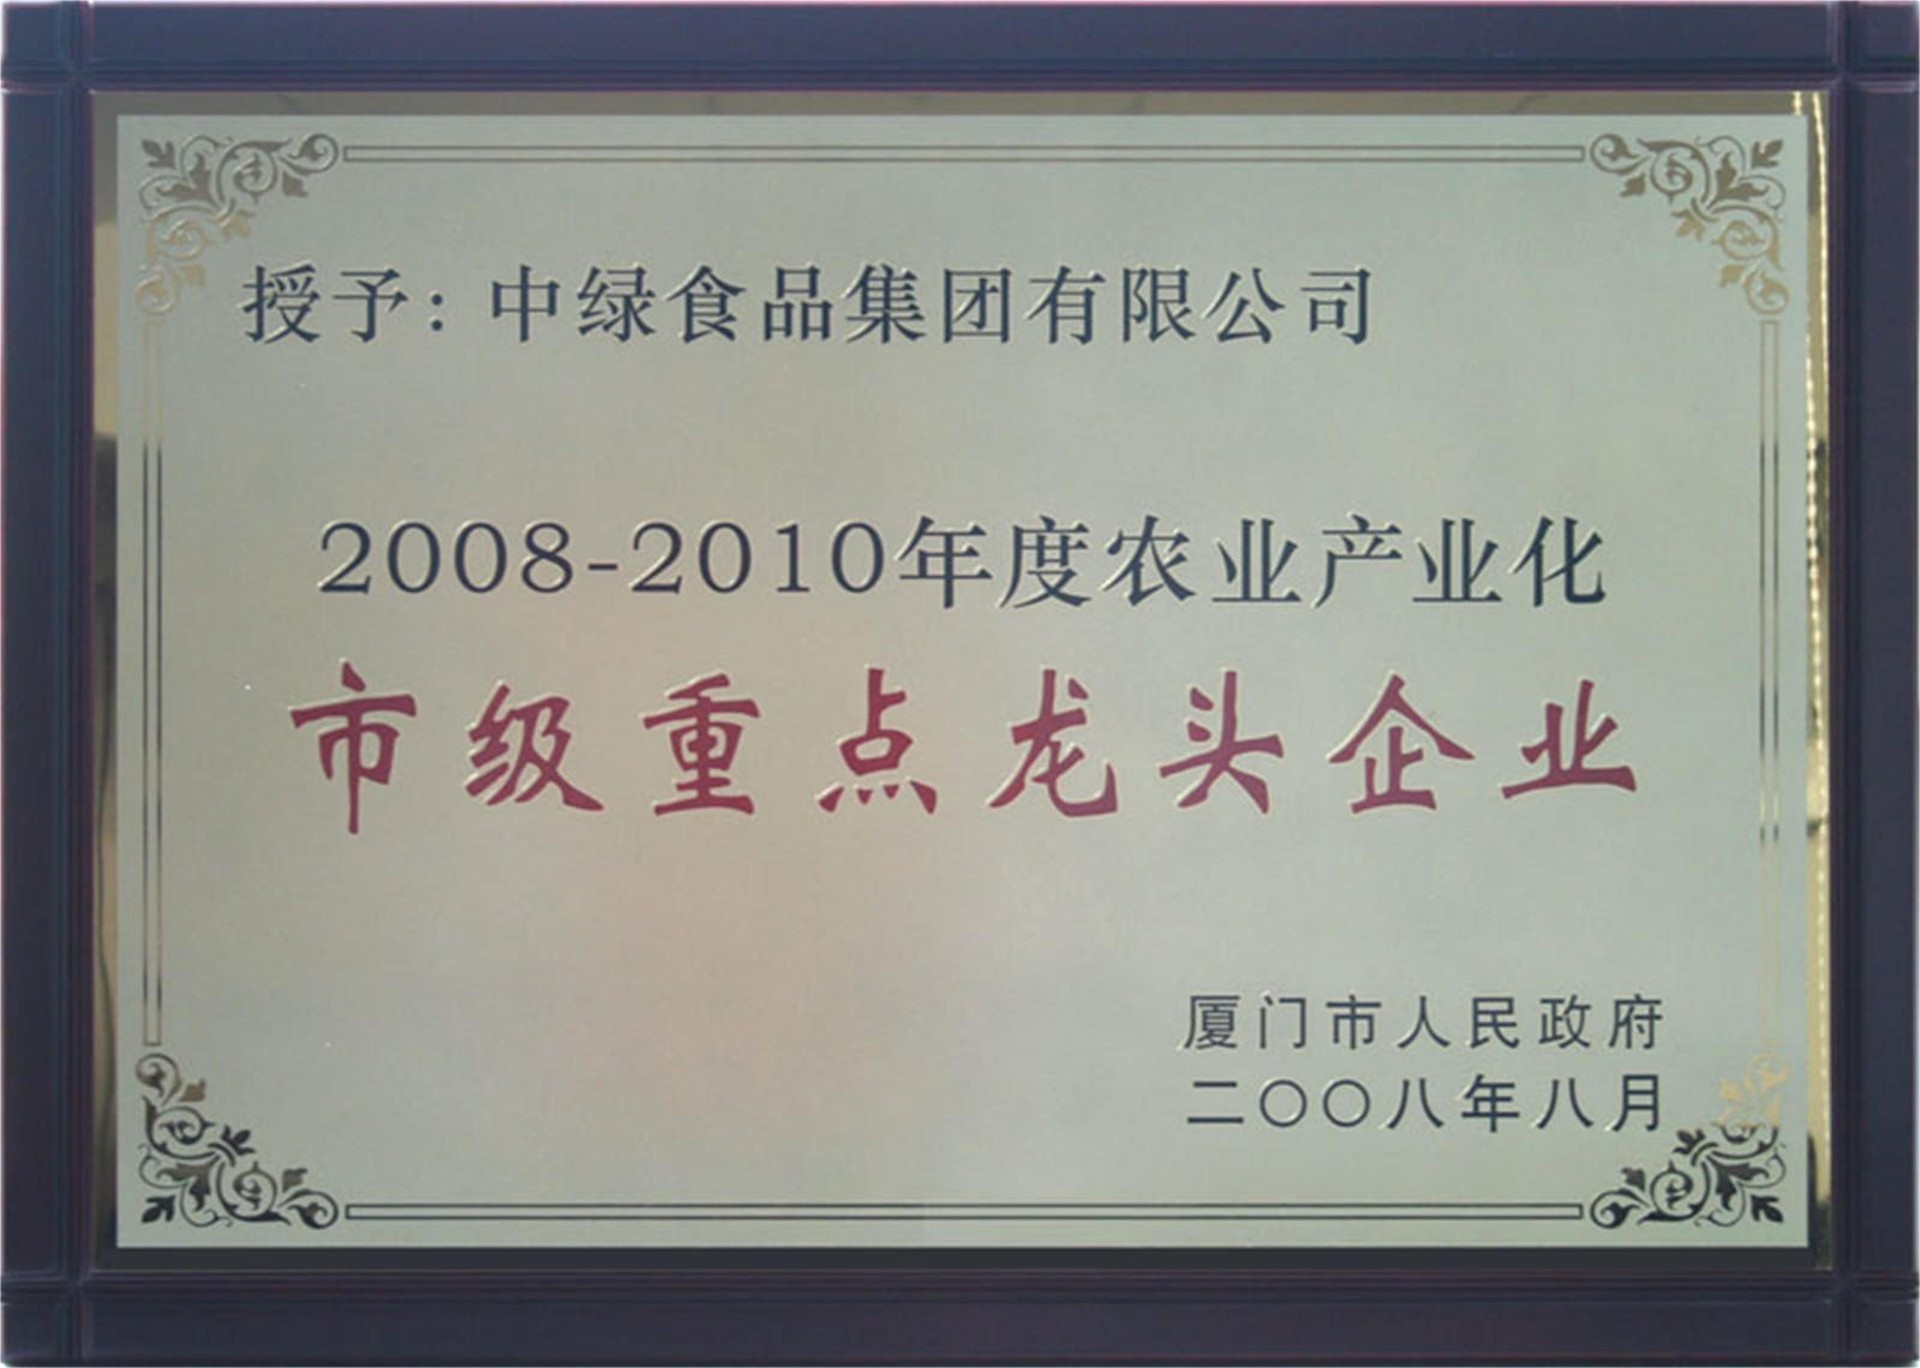 授予：中绿食品集团有限公司
2008-2010年度农业产业化
市级重点龙头企业
厦门市人民政府
二〇〇八年八月